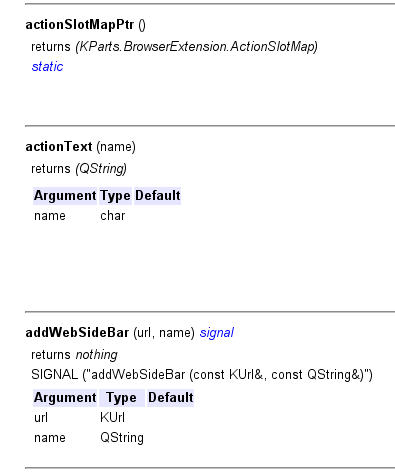 actionSlotMapPtr ()
returns (KParts.BrowserExtension.ActionSlotMap)
static
actionText (name)
returns (QString)
Argument Type Default
name char
addWebSideBar (url, name) signal
returns nothing
SIGNAL ("addWebSideBar (const KUrl&, const QString&)")
Argument Type Default
url KUrl
name QString